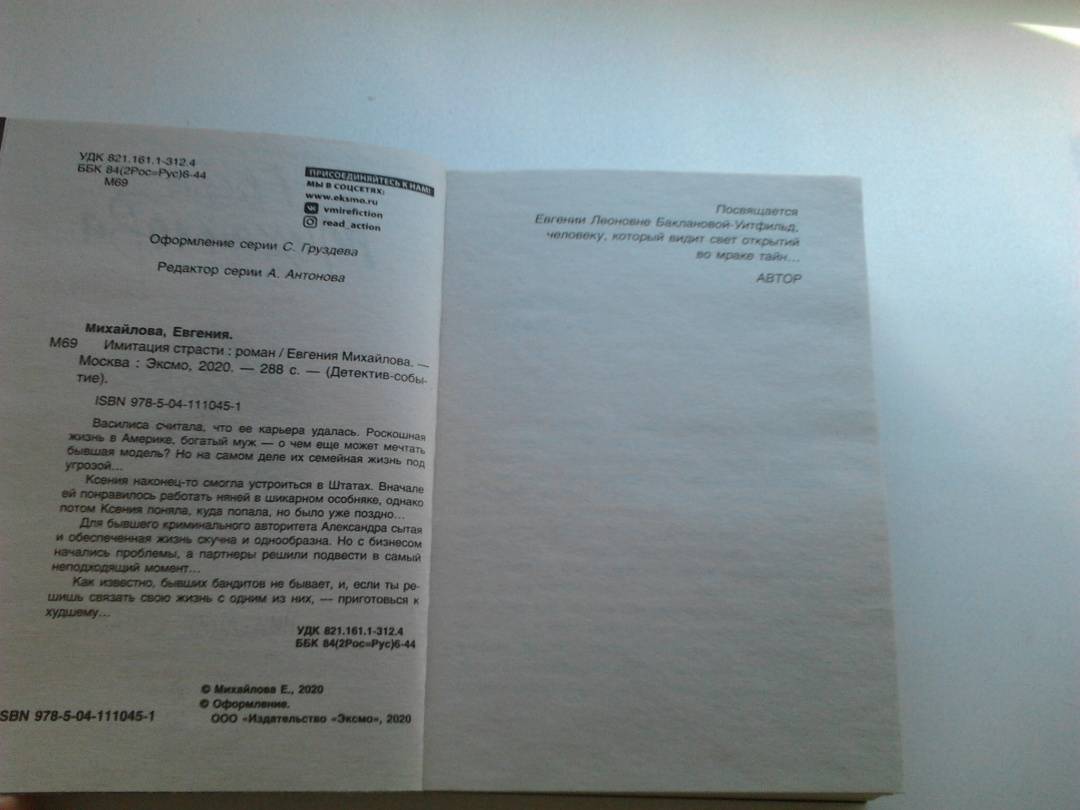 УДК 821.161.1-312.4
ББК 84(2Рос=Рус)6-44
М69
ПРИСОЕДИНЯЙТЕСЬ К НАМ!
МЫ В СОЦСЕТЯХ:
www.eksmo.ru
vmirefiction
read_action
Оформление серии С. Груздева
Редактор серии А. Антонова
Михайлова, Евгения.
М69 Имитация страсти : роман / Евгения Михайлова. —
Москва : Эксмо, 2020. — 288 с. — (Детектив-собы-
тие).
ISBN 978-5-04-111045-1
Василиса считала, что ее карьера удалась. Роскошная
жизнь в Америке, богатый муж — о чем еще может мечтать
бывшая модель? Но на самом деле их семейная жизнь под
угрозой...
Ксения наконец-то смогла устроиться в Штатах. Вначале
ей понравилось работать няней в шикарном особняке, однако
потом Ксения поняла, куда попала, но было уже поздно...
Для бывшего криминального авторитета Александра сытая
и обеспеченная жизнь скучна и однообразна. Но с бизнесом
начались проблемы, а партнеры решили подвести в самый
неподходящий момент...
Как известно, бывших бандитов не бывает, и, если ты ре-
шишь связать свою жизнь с одним из них, — приготовься к
худшему...
УДК 821.161.1-312.4
ББК 84(2Рос=Рус)6-44
© Михайлова Е., 2020
© Оформление.
ООО «Издательство «Эксмо», 2020
SBN 978-5-04-111045-1
Посвящается
Евгении Леоновне Баклановой-Уитфильд,
человеку, который видит свет открытий
во мраке тайн...
АВТОР